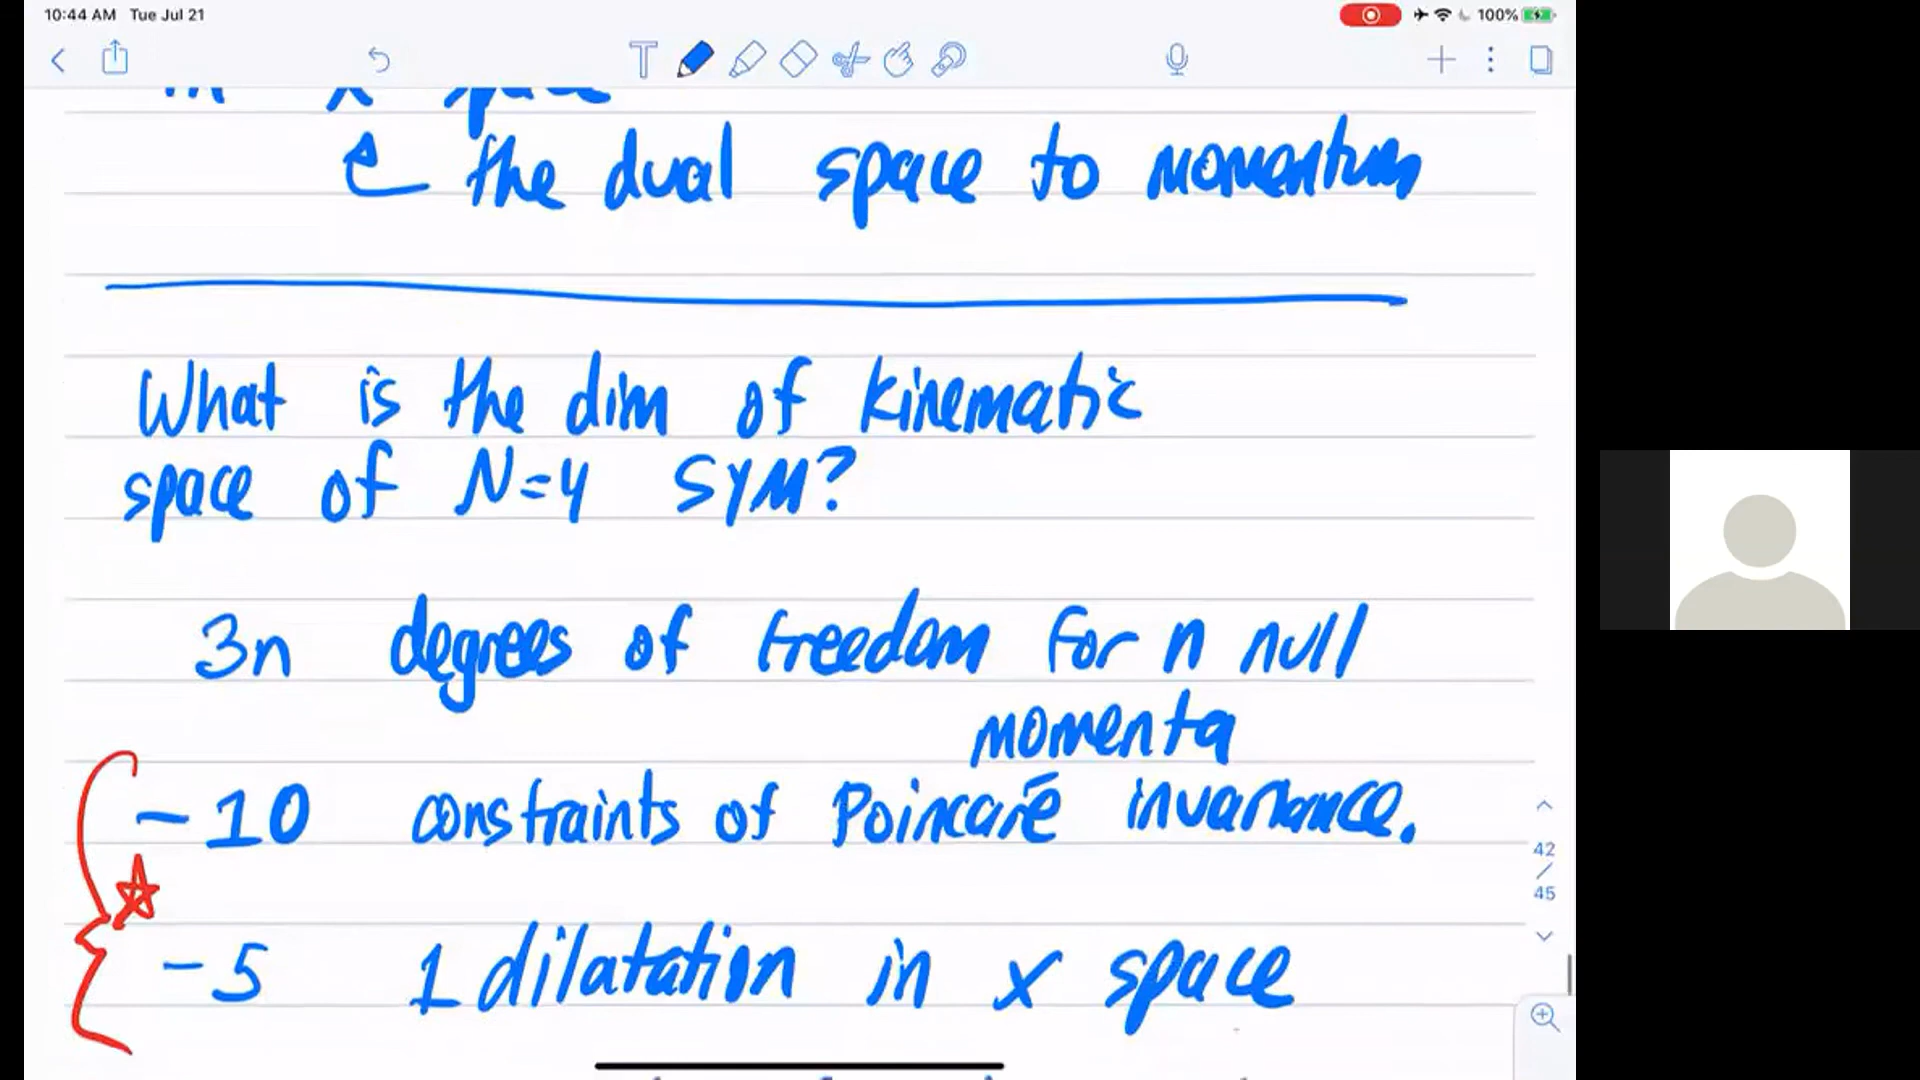 10:44 AM Tue Jul 21
100%
T
space
the dual space to momentum
What is the dim of kinematic
space of N=4 SYM?
3n degrees of freedom for n null
momenta
-10 constraints of Poincaré invariance.
42
/
45
-5 1 dilatation in x space